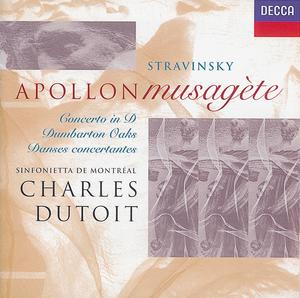 DECCA
STRAVINSKY
APOLLON musagète
Concerto in D
Dumbarton Oaks
Danses concertantes
SINFONIETTA DE MONTRÉAL
CHARLES
DUTOIT